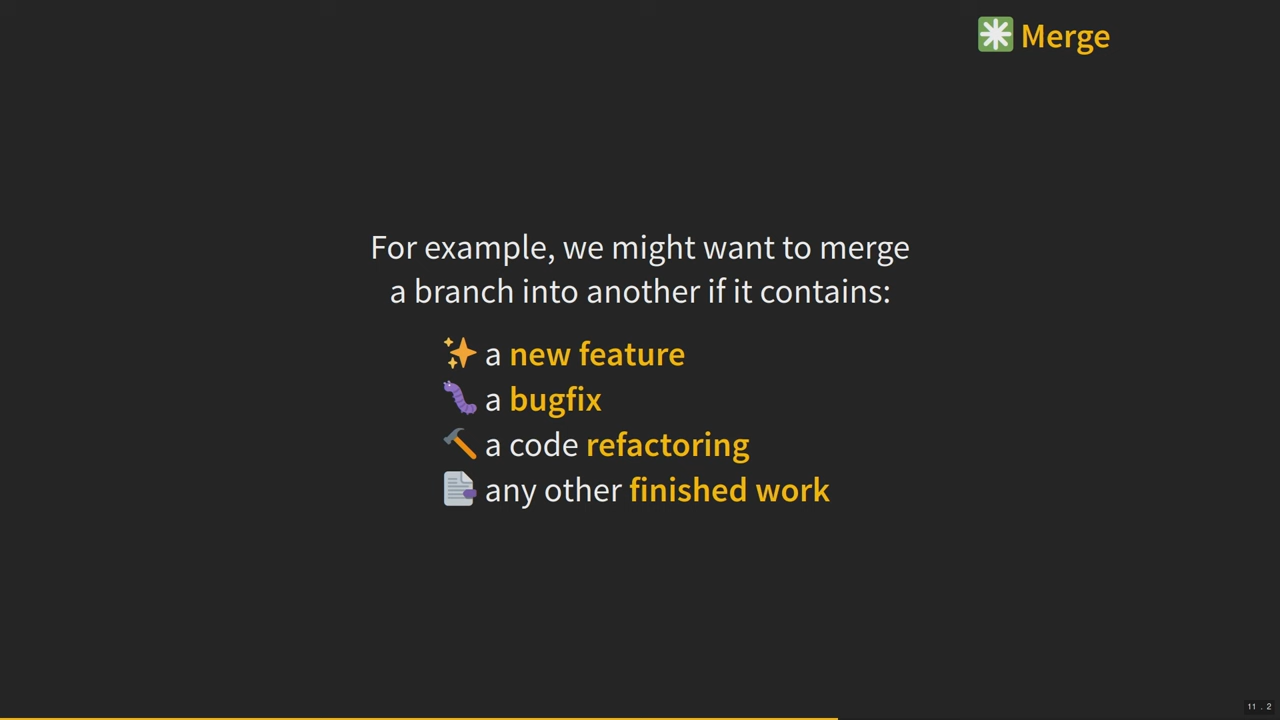 Merge
For example, we might want to merge
a branch into another if it contains:
a new feature
a bugfix
a code refactoring
any other finished work
11 . 2